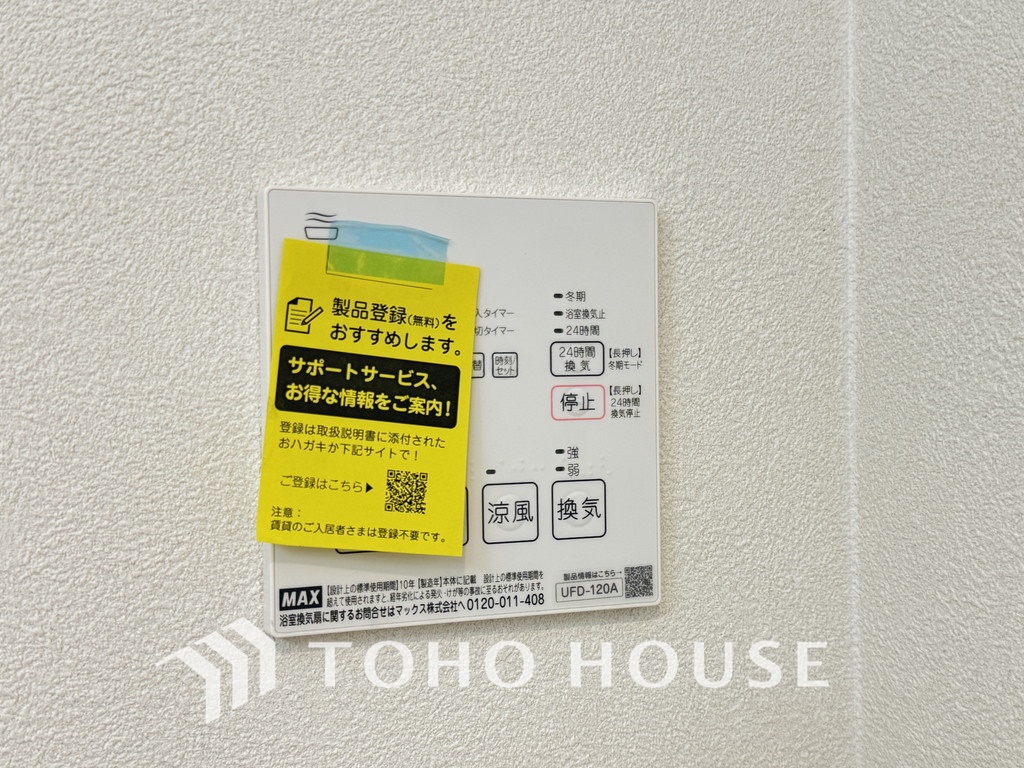 製品登録(無料)を
おすすめします。
サポートサービス、
お得な情報をご案内!
登録は取扱説明書に添付された
おハガキか下記サイトで!
ご登録はこちら▶
注意:
賃貸のご入居者さまは登録不要です。
入タイマー
切タイマー
替
時刻/
セット
冬期
浴室換気止
24時間
24時間
換気
【長押し】
冬期モード
停止
【長押し】
24時間
換気停止
強
弱
涼風
換気
MAX
【設計上の標準使用期間】10年【製造年】本体に記載 設計上の標準使用期間を
超えて使用されますと、経年劣化による発火・けが等の事故に至るおそれがあります。
浴室換気扇に関するお問合せはマックス株式会社へ 0120-011-408
製品情報はこちら→
UFD-120A
TOHO HOUSE